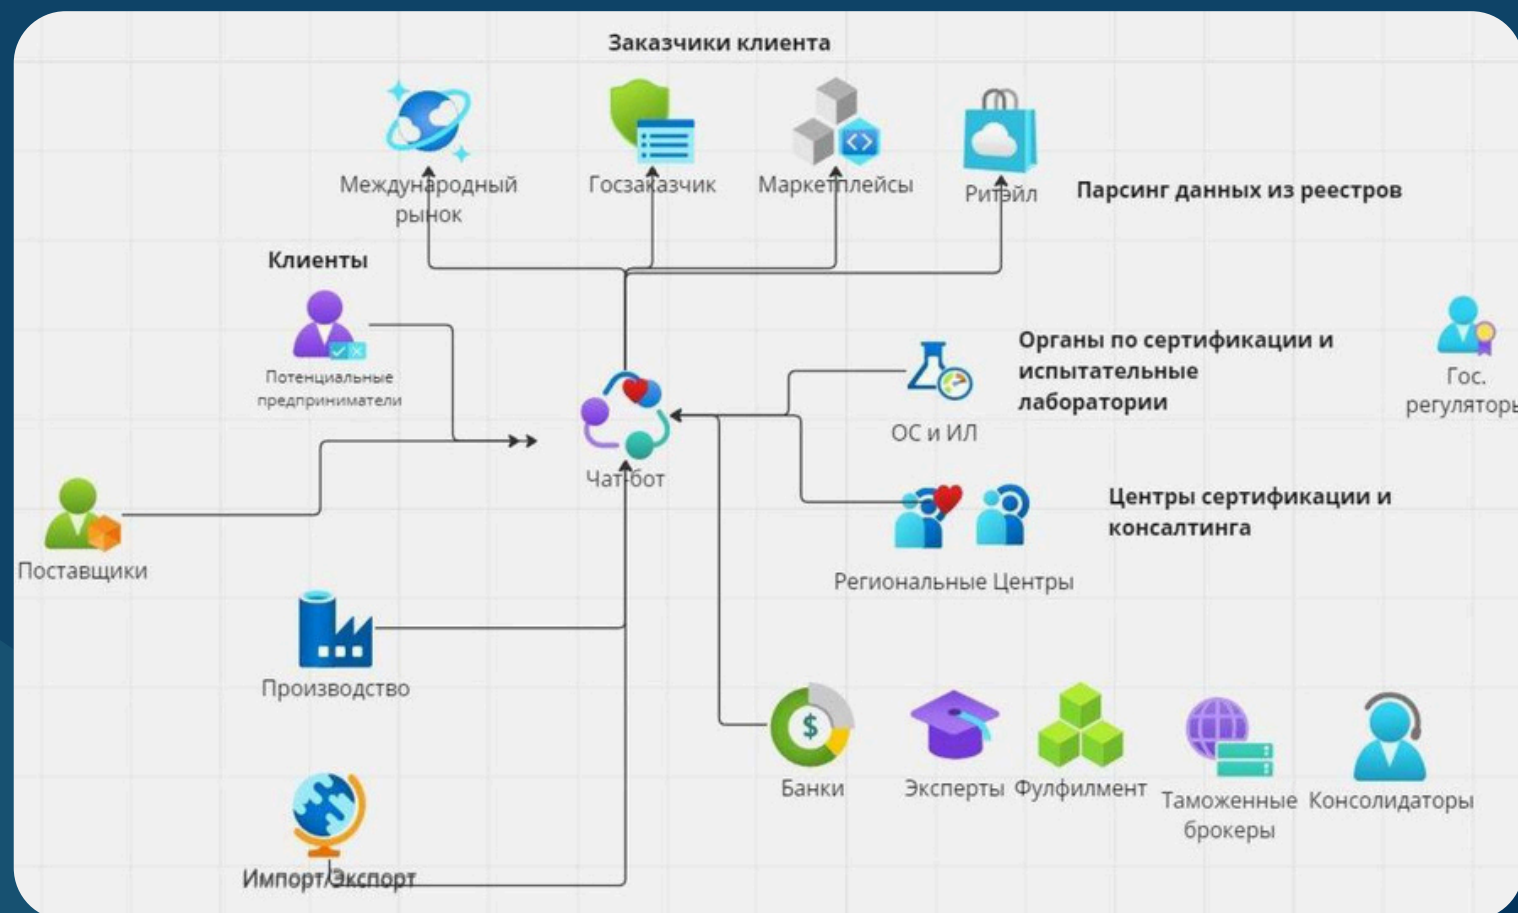 Заказчики клиента
Международный
рынок
Госзаказчик
Маркетплейсы
Ритэйл
Парсинг данных из реестров
Клиенты
Потенциальные
предприниматели
Органы по сертификации и
испытательные
лаборатории
ОС и ИЛ
Гос.
регуляторы
Чат-бот
Центры сертификации и
консалтинга
Поставщики
Региональные Центры
Производство
Банки
Эксперты
Фулфилмент
Таможенные
брокеры
Консолидаторы
Импорт/Экспорт